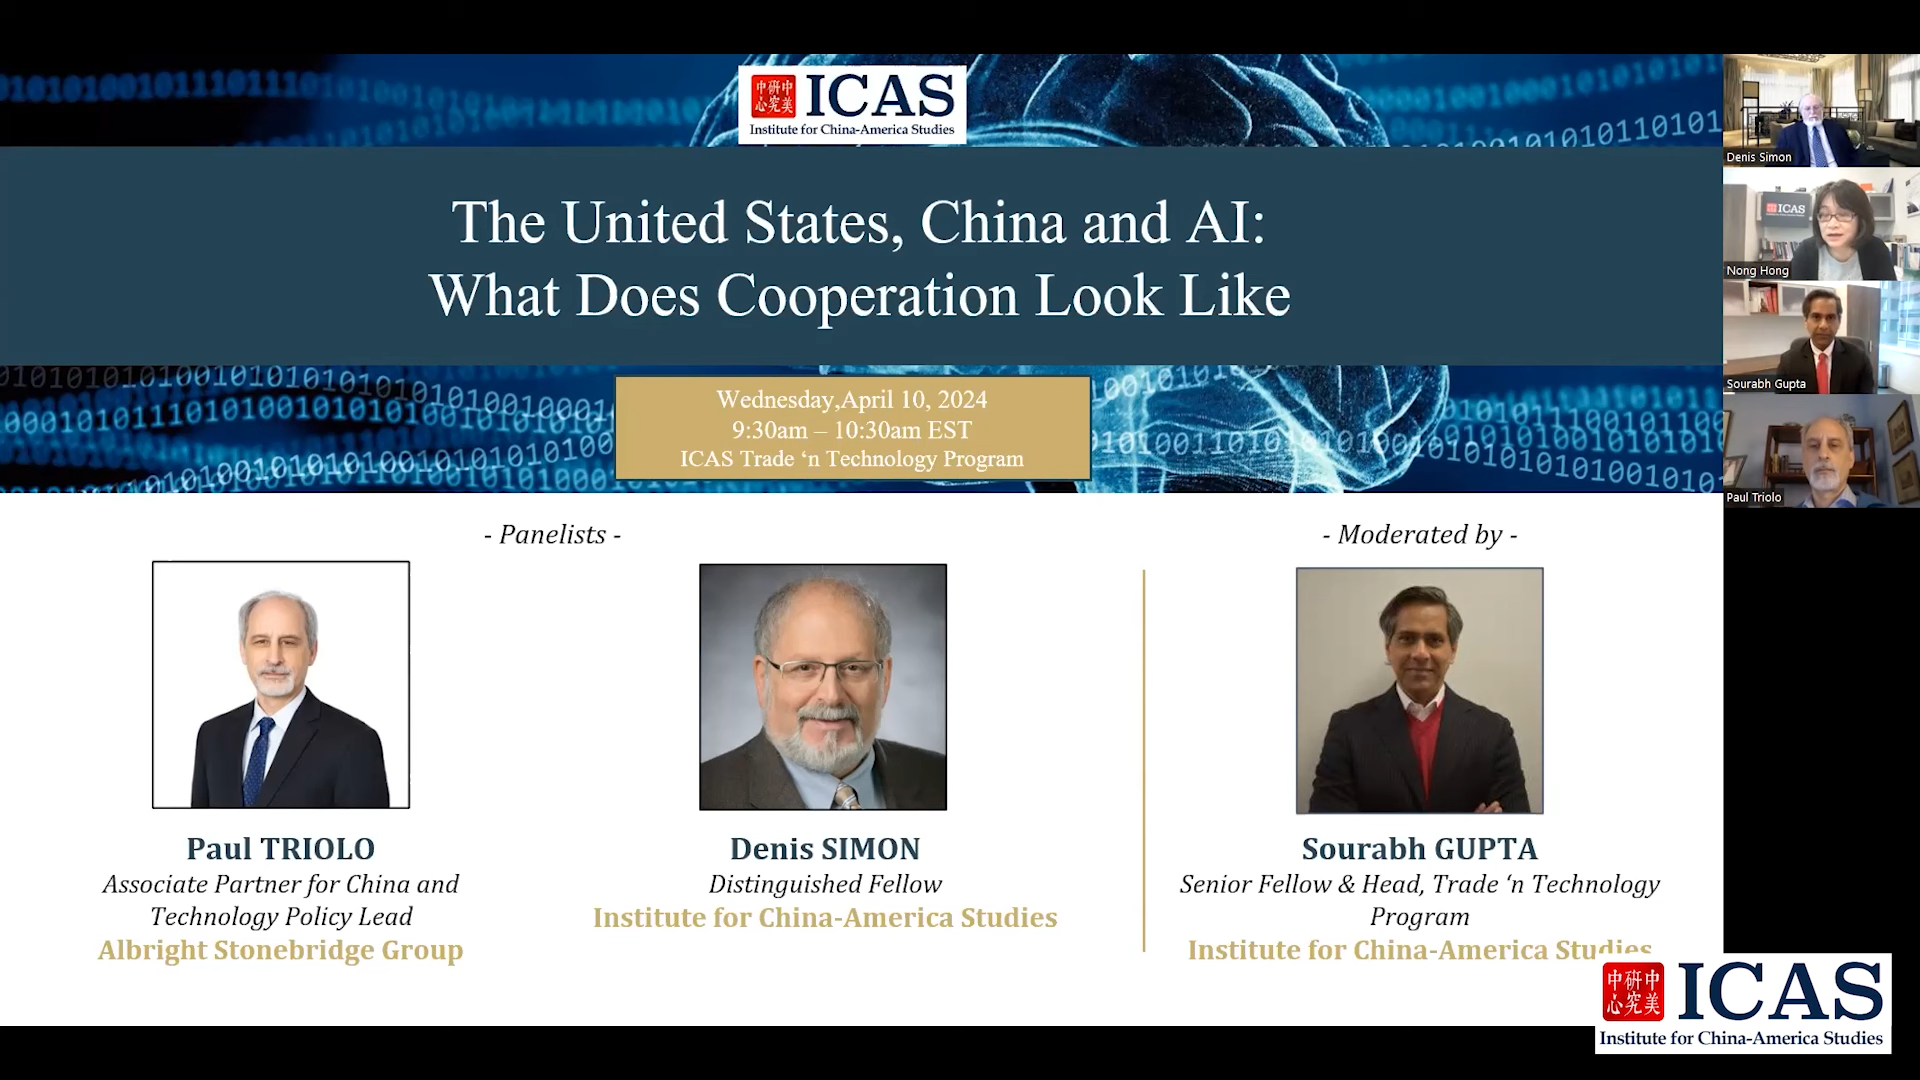 中研中
心究美
ICAS
Institute for China-America Studies
The United States, China and AI:
What Does Cooperation Look Like
Wednesday,April 10, 2024
9:30am – 10:30am EST
ICAS Trade ‘n Technology Program
- Panelists -
Paul TRIOLO
Associate Partner for China and
Technology Policy Lead
Albright Stonebridge Group
Denis SIMON
Distinguished Fellow
Institute for China-America Studies
- Moderated by -
Sourabh GUPTA
Senior Fellow & Head, Trade ‘n Technology
Program
Institute for China-America Studies
Denis Simon
ICAS
Nong Hong
Sourabh Gupta
Paul Triolo
中研中
心究美
ICAS
Institute for China-America Studies